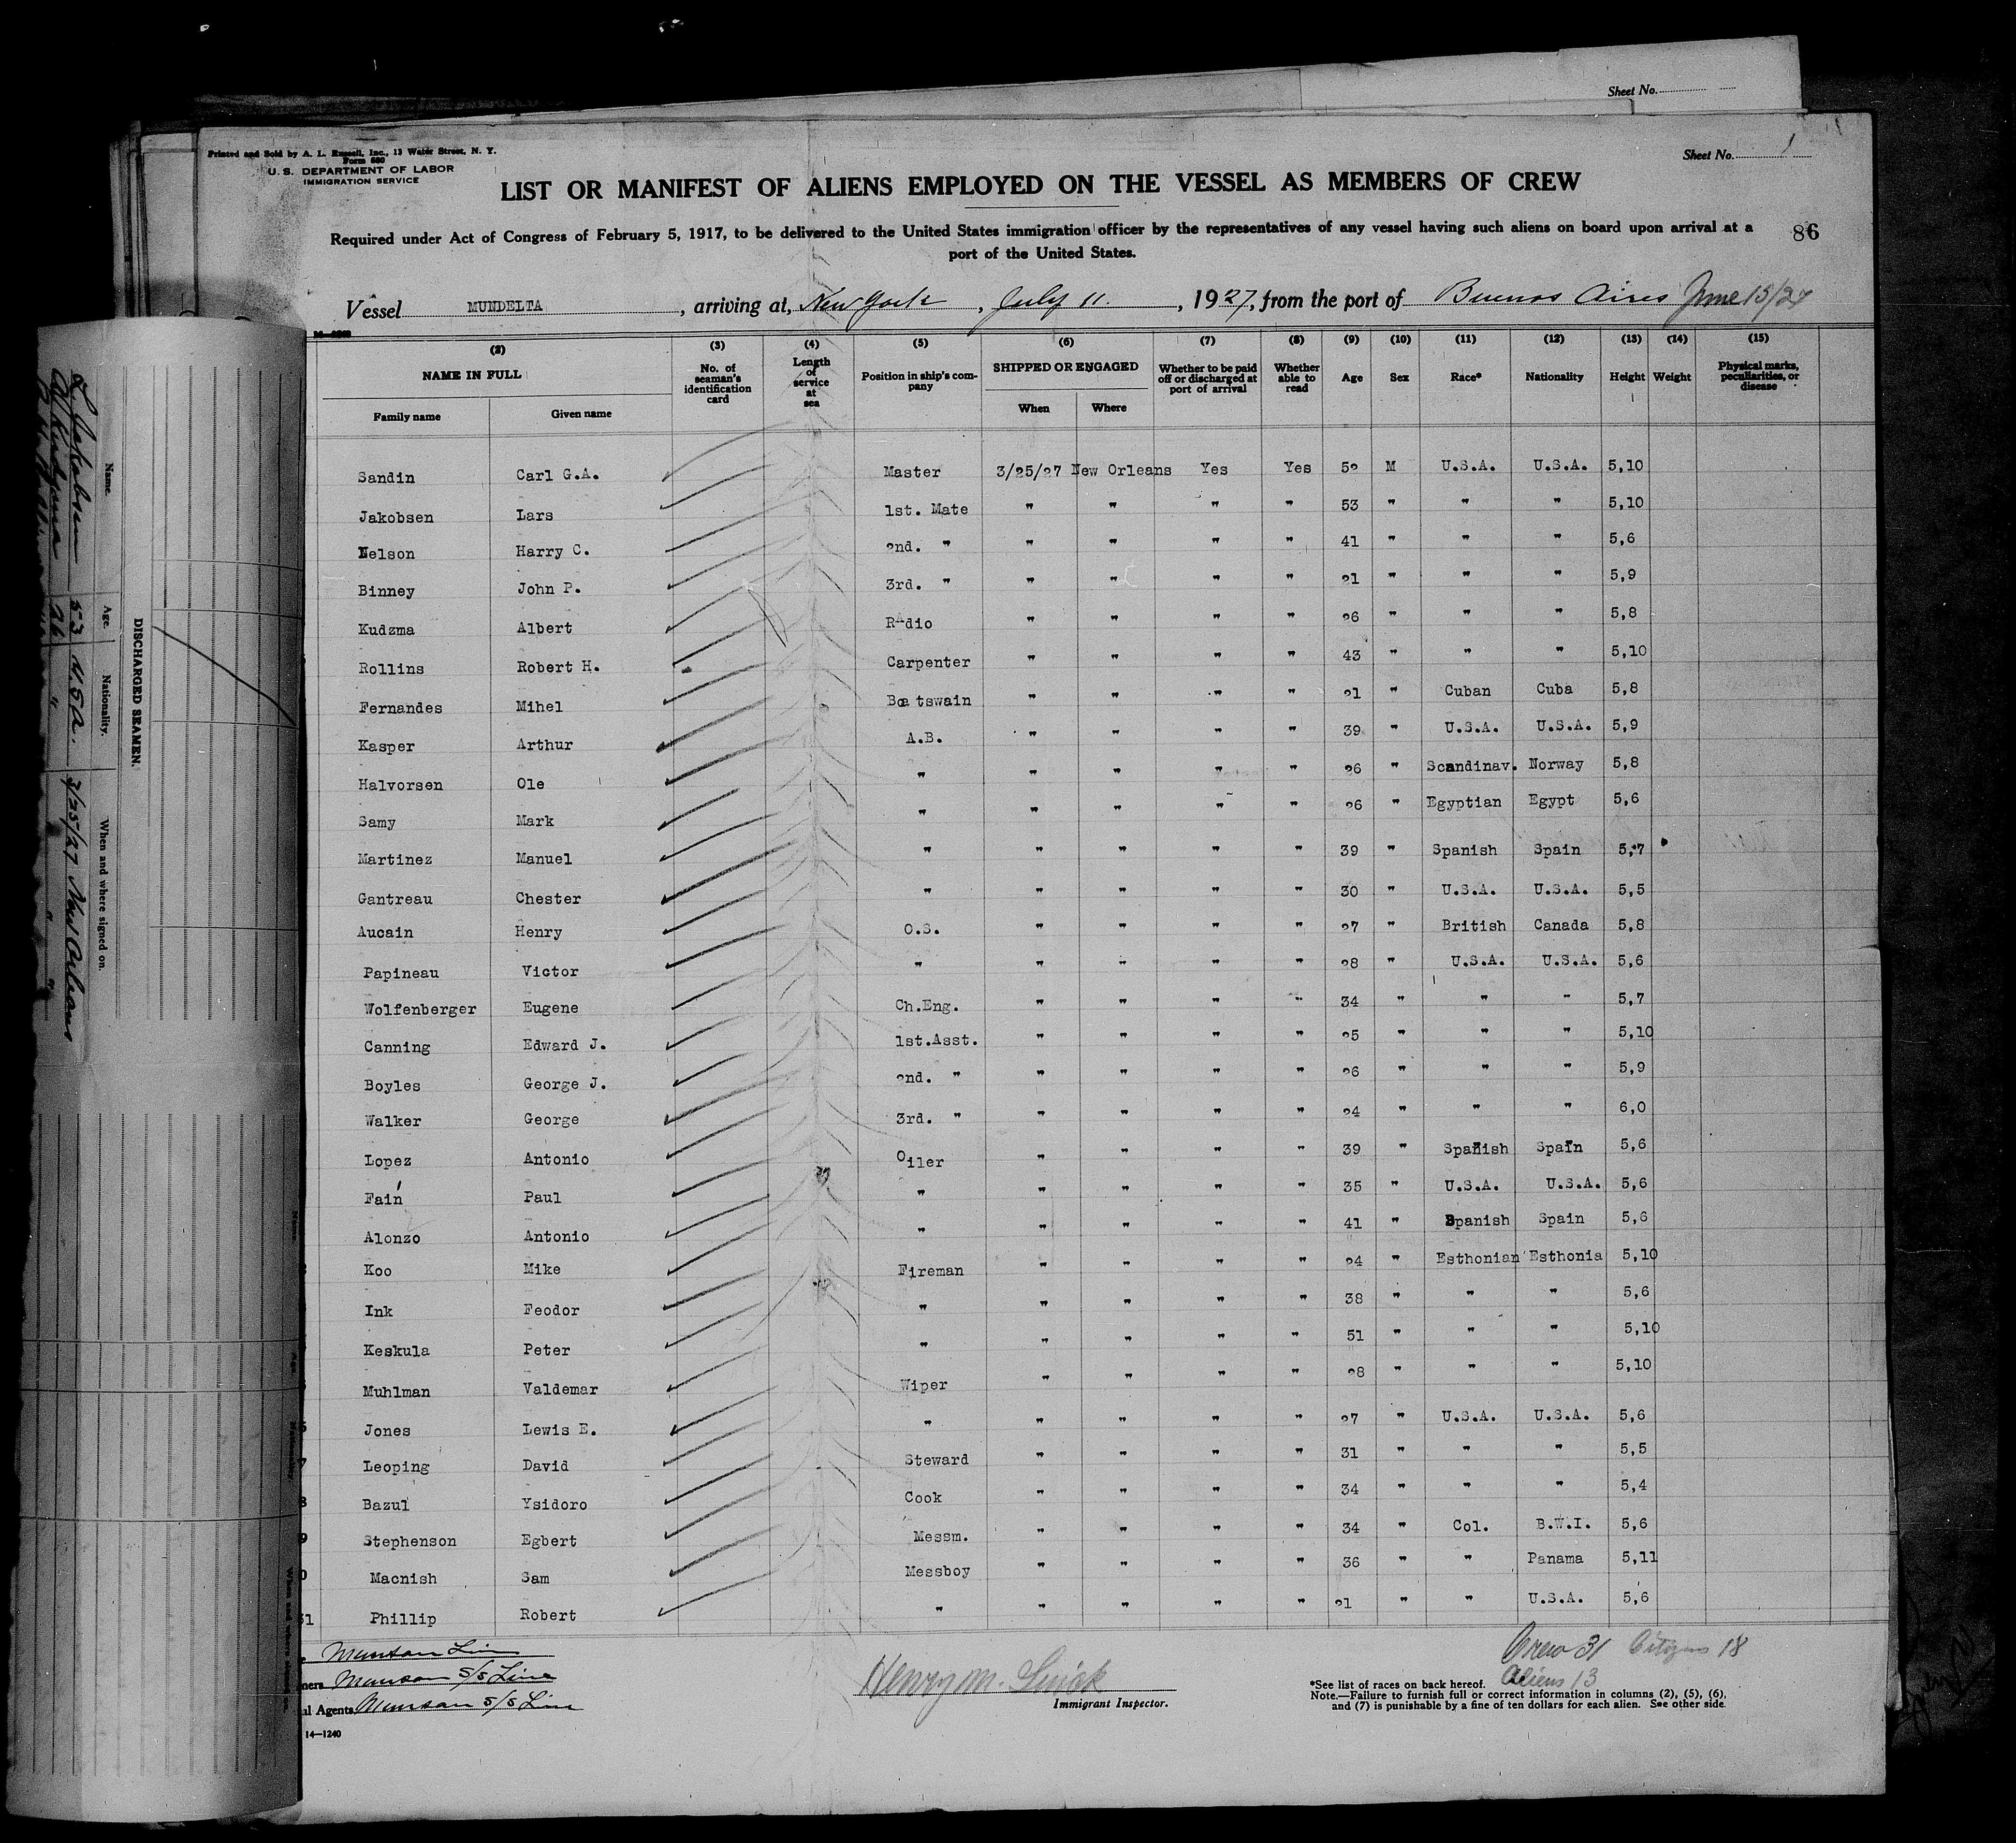 Sheet No.
Printed and Sold by A. L. Russell, Inc., 13 Water Street, N. Y.
Form 680
U. S. DEPARTMENT OF LABOR
IMMIGRATION SERVICE
Sheet No. 1
LIST OR MANIFEST OF ALIENS EMPLOYED ON THE VESSEL AS MEMBERS OF CREW
Required under Act of Congress of February 5, 1917, to be delivered to the United States immigration officer by the representatives of any vessel having such aliens on board upon arrival at a
port of the United States.
86
Vessel MUNDELTA, arriving at, New York, July 11, 1927, from the port of Buenos Aires June 15/27
(2) (3) (4) (5) (6) (7) (8) (9) (10) (11) (12) (13) (14) (15)
NAME IN FULL No. of seaman's identification card Length of service at sea Position in ship's company SHIPPED OR ENGAGED Whether to be paid off or discharged at port of arrival Whether able to read Age Sex Race* Nationality Height Weight Physical marks, peculiarities, or disease
Family name Given name When Where
Sandin Carl G.A. Master 3/25/27 New Orleans Yes Yes 52 M U.S.A. U.S.A. 5,10
Jakobsen Lars 1st. Mate " " " " 53 " " " 5,10
Nelson Harry C. 2nd. " " " " " 41 " " " 5,6
Binney John P. 3rd. " " " " " 21 " " " 5,9
Kudzma Albert Radio " " " " 26 " " " 5,8
Rollins Robert H. Carpenter " " " " 43 " " " 5,10
Fernandes Mihel Boatswain " " " " 21 " Cuban Cuba 5,8
Kasper Arthur A.B. " " " " 39 " U.S.A. U.S.A. 5,9
Halvorsen Ole " " " " " 26 " Scandinav. Norway 5,8
Samy Mark " " " " " 26 " Egyptian Egypt 5,6
Martinez Manuel " " " " " 39 " Spanish Spain 5,7
Gantreau Chester " " " " " 30 " U.S.A. U.S.A. 5,5
Aucain Henry O.S. " " " " 27 " British Canada 5,8
Papineau Victor " " " " " 28 " U.S.A. U.S.A. 5,6
Wolfenberger Eugene Ch.Eng. " " " " 34 " " " 5,7
Canning Edward J. 1st.Asst. " " " " 25 " " " 5,10
Boyles George J. 2nd. " " " " " 26 " " " 5,9
Walker George 3rd. " " " " " 24 " " " 6,0
Lopez Antonio Oiler " " " " 39 " Spanish Spain 5,6
Fain Paul " " " " " 35 " U.S.A. U.S.A. 5,6
Alonzo Antonio " " " " " 41 " Spanish Spain 5,6
Koo Mike Fireman " " " " 24 " Esthonian Esthonia 5,10
Ink Feodor " " " " " 38 " " " 5,6
Keskula Peter " " " " " 51 " " " 5,10
Muhlman Valdemar Wiper " " " " 28 " " " 5,10
Jones Lewis E. " " " " " 27 " U.S.A. U.S.A. 5,6
Leoping David Steward " " " " 31 " " " 5,5
Bazul Ysidoro Cook " " " " 34 " " " 5,4
Stephenson Egbert Messm. " " " " 34 " Col. B.W.I. 5,6
Macnish Sam Messboy " " " " 36 " " Panama 5,11
31 Phillip Robert " " " " " 21 " " U.S.A. 5,6
Munson Line
Munson S/S Line
Agents Munson S/S Line
14—1240
Henry M.
Immigrant Inspector.
Crew 31 Citizens 18
Aliens 13
*See list of races on back hereof.
Note.—Failure to furnish full or correct information in columns (2), (5), (6),
and (7) is punishable by a fine of ten dollars for each alien. See other side.
DISCHARGED SEAMEN.
Name. Age. Nationality. When and where signed on.
L. Jakobsen 53 U.S.A. 3/25/27 New Orleans
A. Kudzma 26 " " "